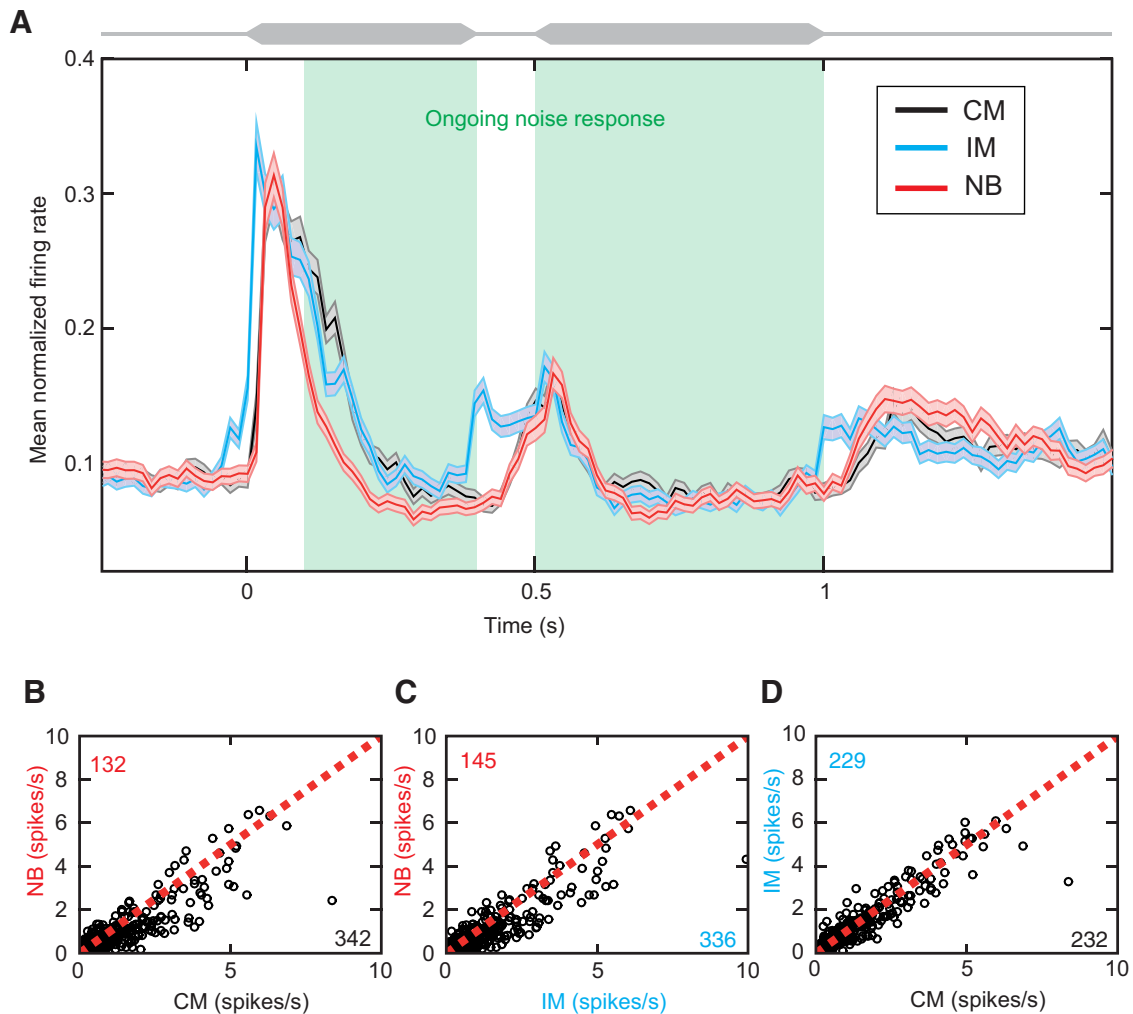 A
0.4
0.3
0.2
0.1
Mean normalized firing rate
Ongoing noise response
CM
IM
NB
0
0.5
1
Time (s)
B
10
8
6
4
2
0
NB (spikes/s)
132
342
0
5
10
CM (spikes/s)
C
10
8
6
4
2
0
NB (spikes/s)
145
336
0
5
10
IM (spikes/s)
D
10
8
6
4
2
0
IM (spikes/s)
229
232
0
5
10
CM (spikes/s)